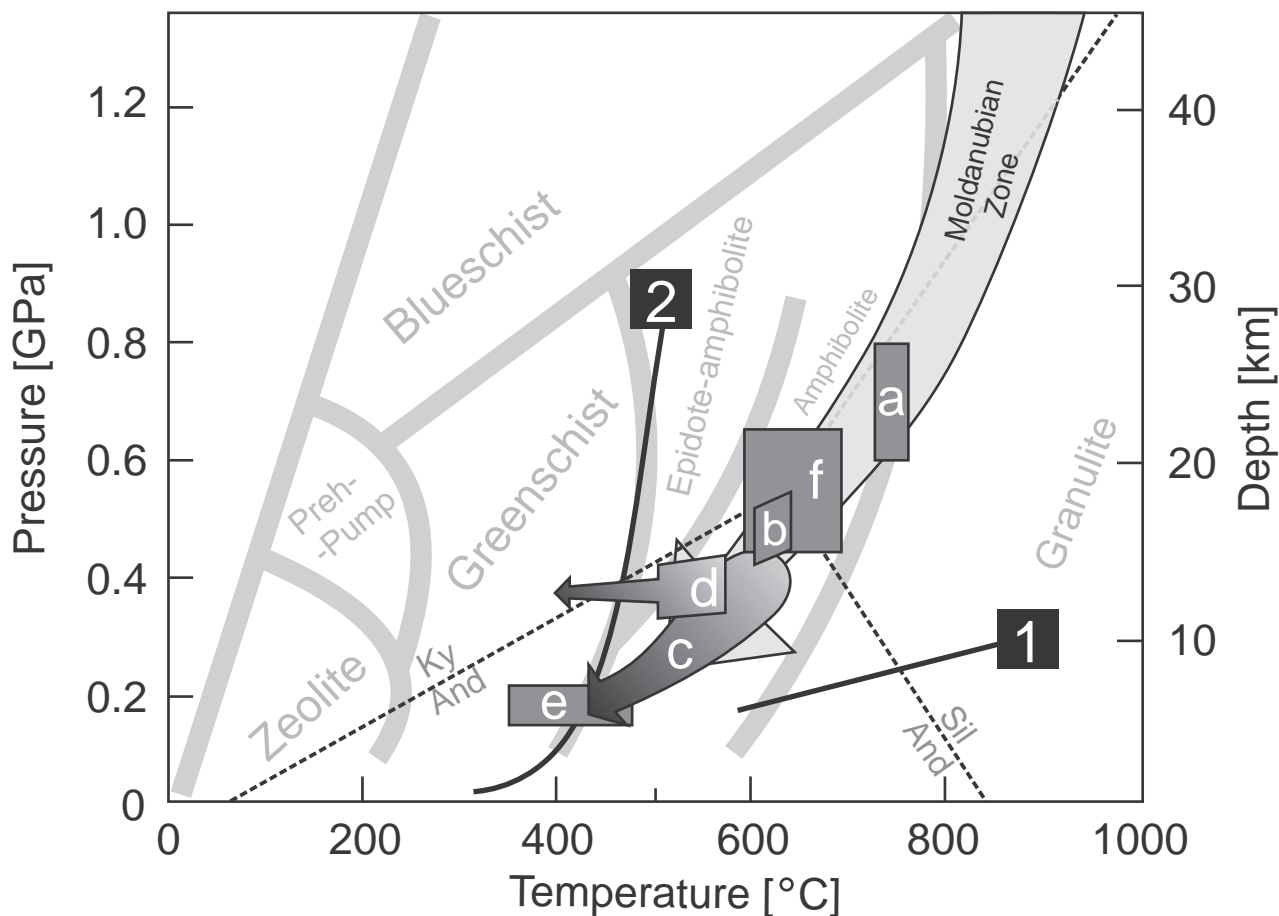 1.2
1.0
0.8
0.6
0.4
0.2
0
Pressure [GPa]
40
30
20
10
Depth [km]
0
200
400
600
800
1000
Temperature [°C]
Blueschist
Greenschist
Epidote-amphibolite
Amphibolite
Granulite
Preh-
-Pump
Zeolite
Moldanubian
Zone
Ky
And
Sil
And
2
1
a
f
b
d
c
e